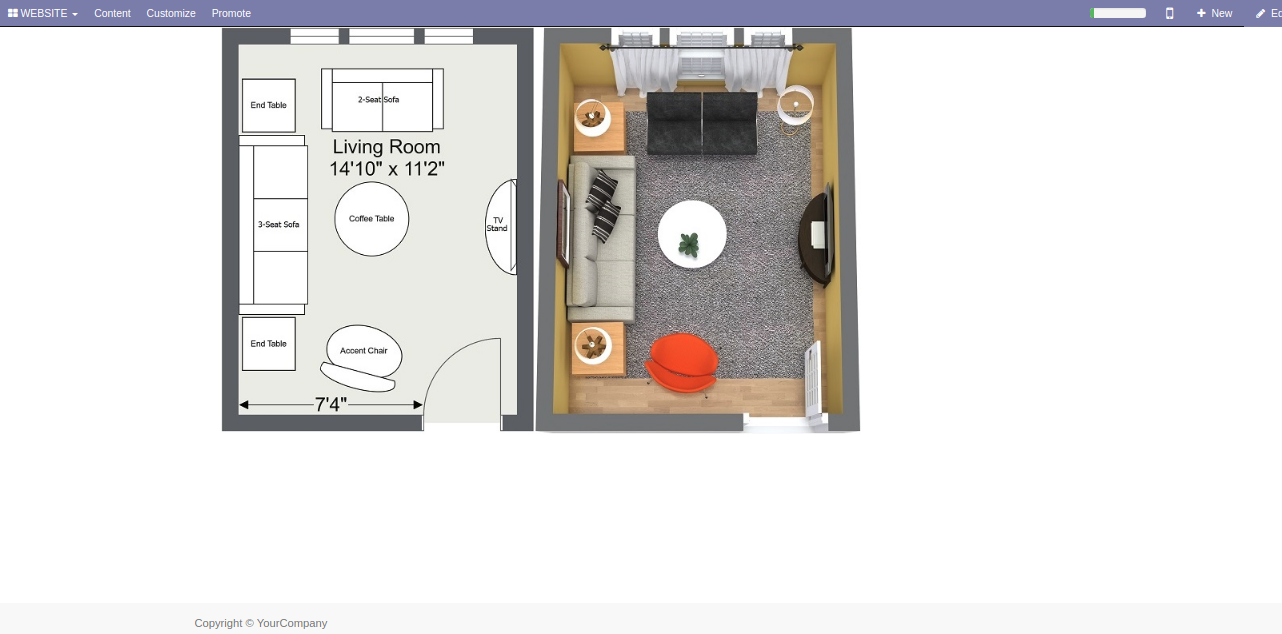 WEBSITE Content Customize Promote New
End Table
2-Seat Sofa
Living Room
14'10" x 11'2"
Coffee Table
3-Seat Sofa
TV
Stand
End Table
Accent Chair
7'4"
Copyright © YourCompany